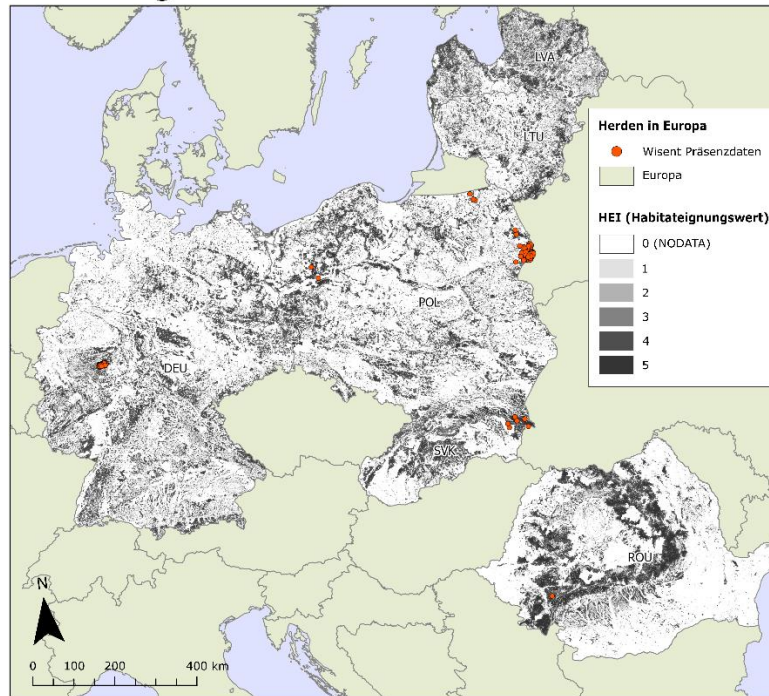 LVA
LTU
Herden in Europa
Wisent Präsenzdaten
Europa
HEI (Habitateignungswert)
0 (NODATA)
1
2
3
4
5
POL
DEU
SVK
ROU
N
0 100 200 400 km